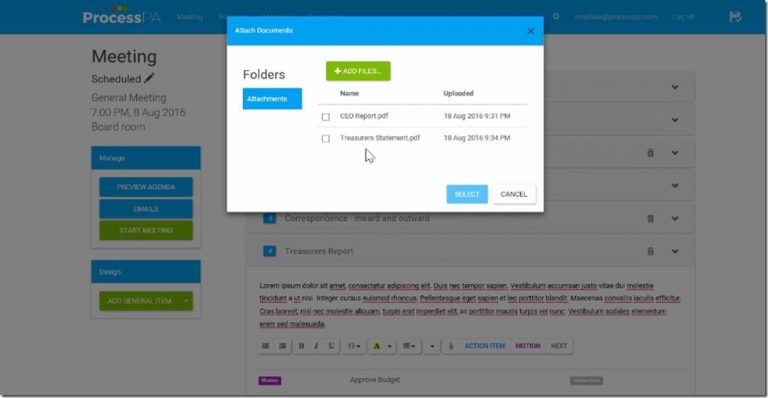 ProcessPA
Meeting
matthew@processpa.com
Log off
Attach Documents
Folders
Attachments
ADD FILES...
Name Uploaded
CEO Report.pdf 18 Aug 2016 9:31 PM
Treasurers Statement.pdf 18 Aug 2016 9:34 PM
SELECT CANCEL
Meeting
Scheduled
General Meeting
7:00 PM, 8 Aug 2016
Board room
Manage
PREVIEW AGENDA
EMAILS
START MEETING
Design
ADD GENERAL ITEM
Correspondence - inward and outward
Treasurers Report
Lorem ipsum dolor sit amet, consectetur adipiscing elit. Duis nec tempor sapien. Vestibulum accumsan justo vitae dui molestie
tincidunt a ut nisi. Integer cursus euismod rhoncus. Pellentesque eget sapien et leo porttitor blandit. Maecenas convallis iaculis efficitur.
Cras laoreet, nisl nec molestie aliquam, turpis erat imperdiet elit, ac porttitor mauris turpis vel nunc. Vestibulum sodales elementum
enim sed malesuada.
B I U 13 A ACTION ITEM MOTION NEXT
Motion Approve Budget